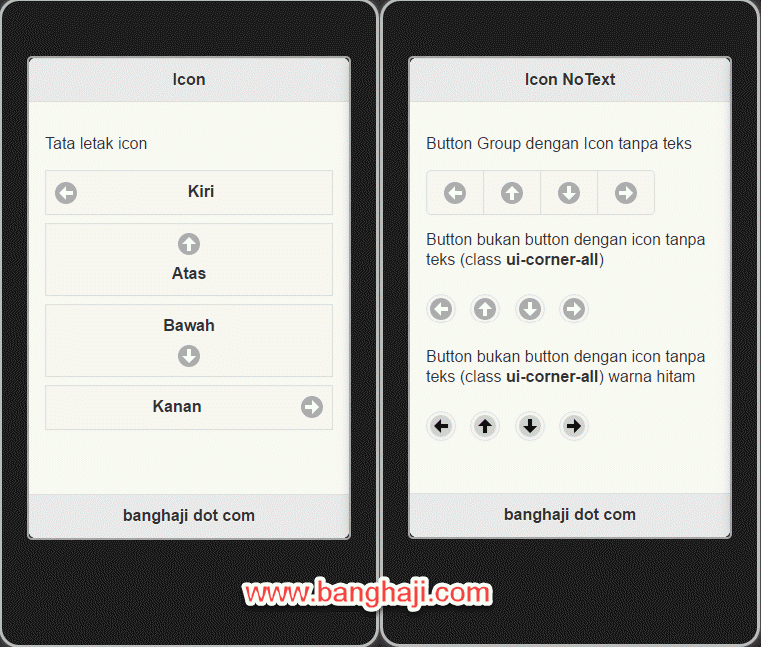 Icon
Tata letak icon
Kiri
Atas
Bawah
Kanan
banghaji dot com
Icon NoText
Button Group dengan Icon tanpa teks
Button bukan button dengan icon tanpa
teks (class ui-corner-all)
Button bukan button dengan icon tanpa
teks (class ui-corner-all) warna hitam
banghaji dot com
www.banghaji.com